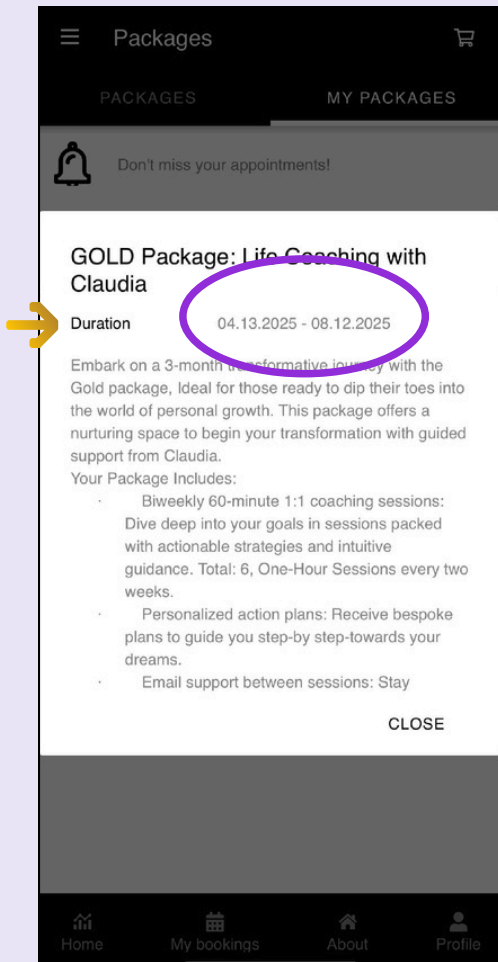 Packages
PACKAGES MY PACKAGES
Don't miss your appointments!
GOLD Package: Life Coaching with
Claudia
Duration 04.13.2025 - 08.12.2025
Embark on a 3-month transformative journey with the
Gold package, Ideal for those ready to dip their toes into
the world of personal growth. This package offers a
nurturing space to begin your transformation with guided
support from Claudia.
Your Package Includes:
· Biweekly 60-minute 1:1 coaching sessions:
Dive deep into your goals in sessions packed
with actionable strategies and intuitive
guidance. Total: 6, One-Hour Sessions every two
weeks.
· Personalized action plans: Receive bespoke
plans to guide you step-by step-towards your
dreams.
· Email support between sessions: Stay
CLOSE
Home My bookings About Profile